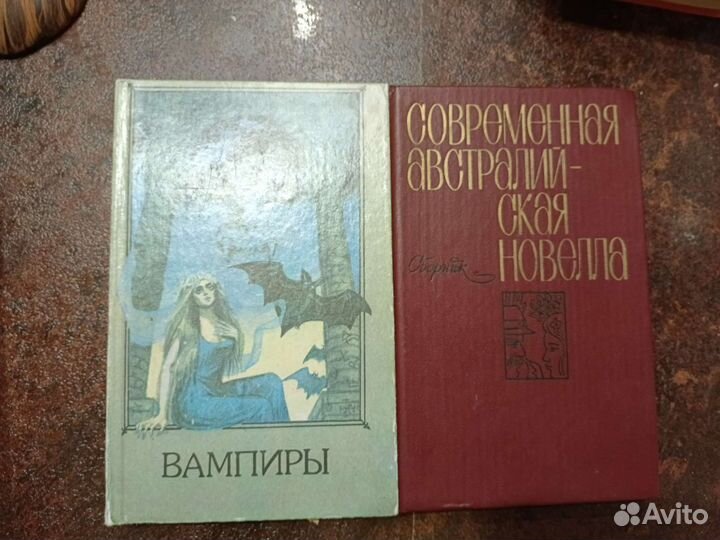 ВАМПИРЫ
СОВРЕМЕННАЯ
АВСТРАЛИЙ-
СКАЯ
НОВЕЛЛА
Сборник
Avito